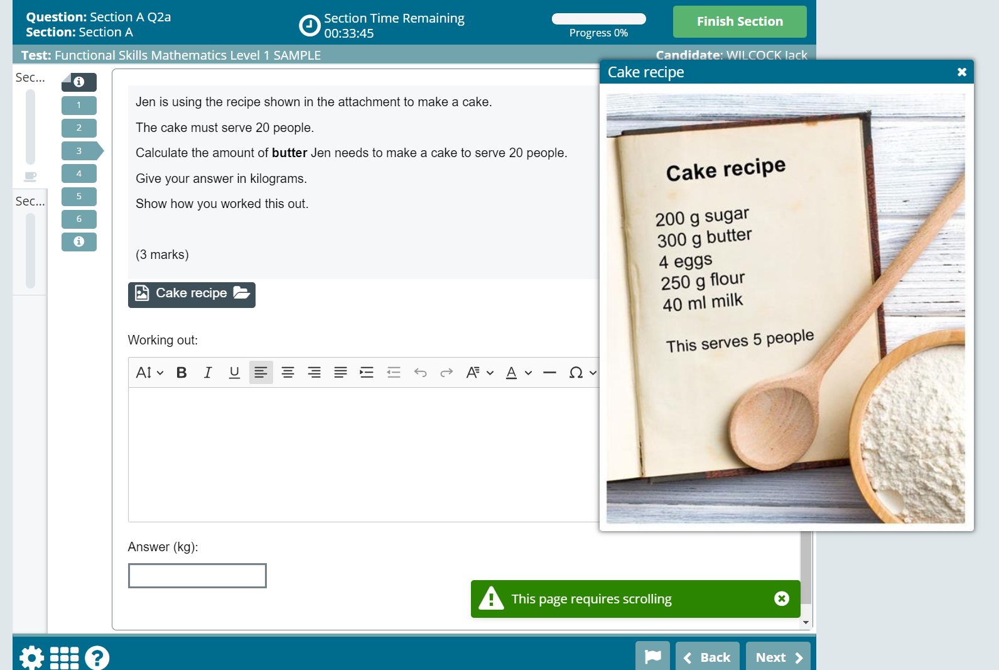 Question: Section A Q2a
Section: Section A
Section Time Remaining
00:33:45
Progress 0%
Finish Section
Test: Functional Skills Mathematics Level 1 SAMPLE
Candidate: WILCOCK Jack
Sec...
Sec...
1
2
3
4
5
6
Jen is using the recipe shown in the attachment to make a cake.
The cake must serve 20 people.
Calculate the amount of butter Jen needs to make a cake to serve 20 people.
Give your answer in kilograms.
Show how you worked this out.
(3 marks)
Cake recipe
Working out:
Answer (kg):
This page requires scrolling
Back
Next
Cake recipe
Cake recipe
200 g sugar
300 g butter
4 eggs
250 g flour
40 ml milk
This serves 5 people